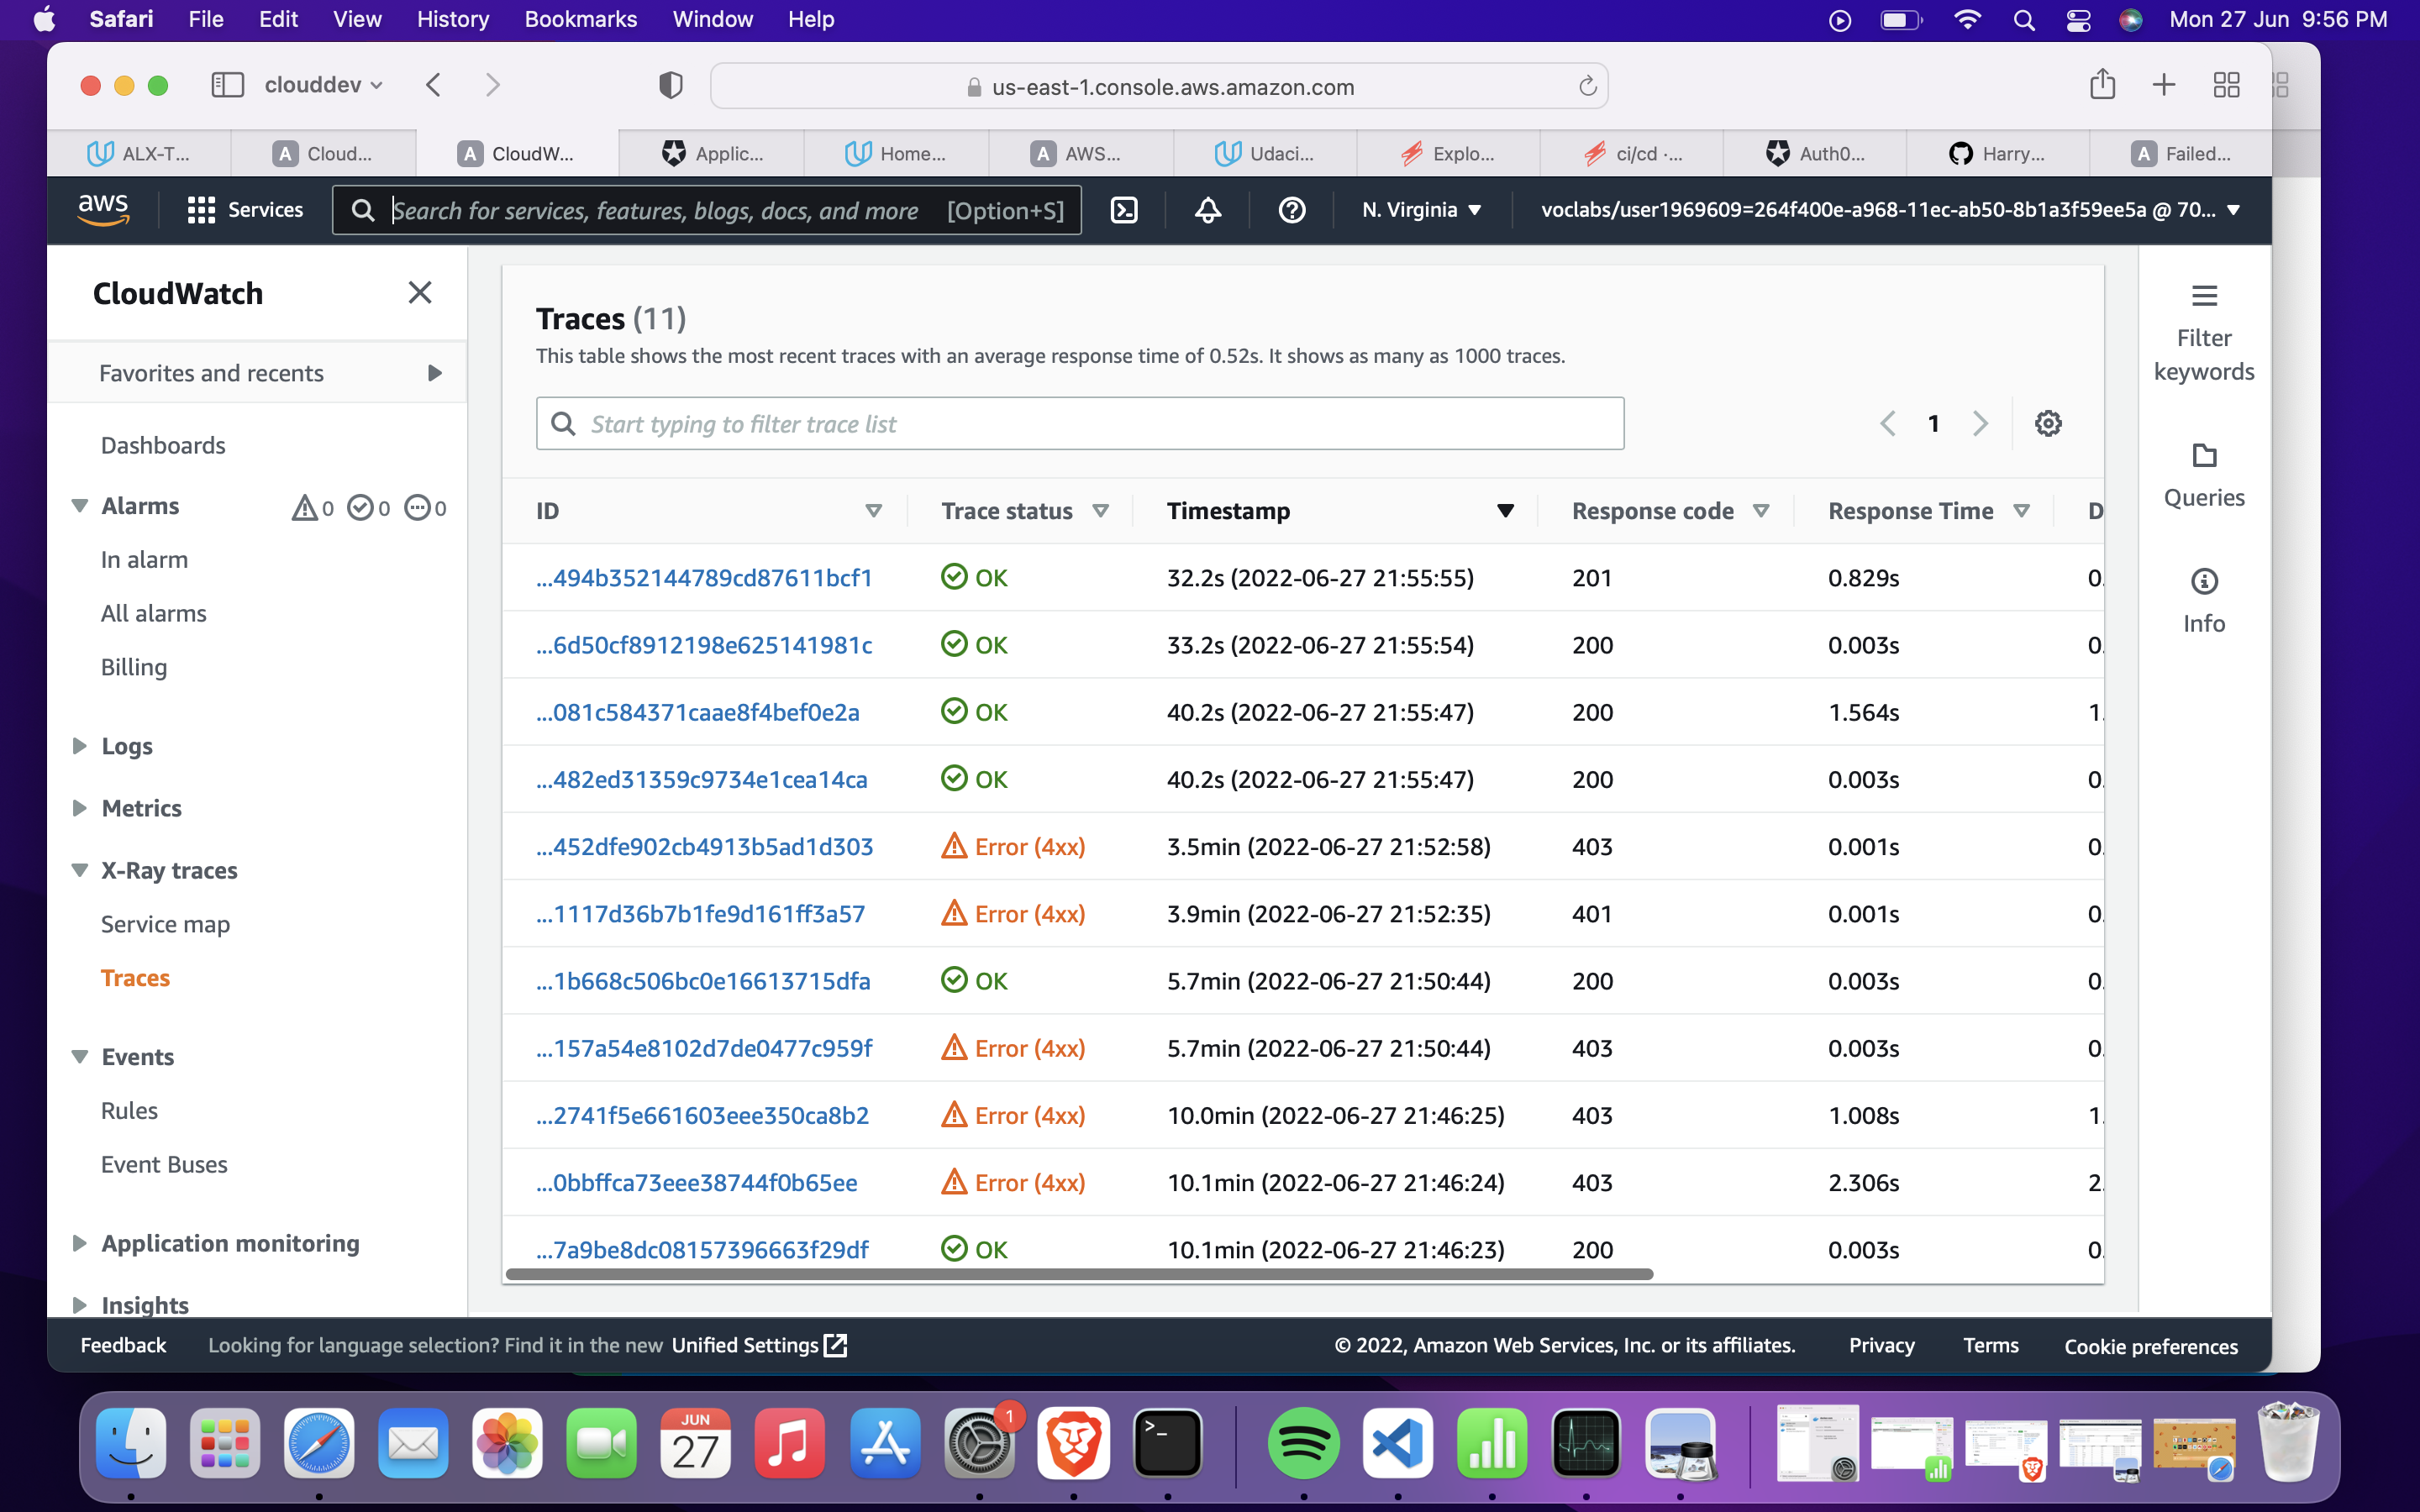 Safari File Edit View History Bookmarks Window Help Mon 27 Jun 9:56 PM
clouddev us-east-1.console.aws.amazon.com
ALX-T... A Cloud... A CloudW... Applic... Home... A AWS... Udaci... Explo... ci/cd ·... Auth0... Harry... A Failed...
aws Services Search for services, features, blogs, docs, and more [Option+S] N. Virginia voclabs/user1969609=264f400e-a968-11ec-ab50-8b1a3f59ee5a @ 70...
CloudWatch
Favorites and recents
Dashboards
Alarms 0 0 0
In alarm
All alarms
Billing
Logs
Metrics
X-Ray traces
Service map
Traces
Events
Rules
Event Buses
Application monitoring
Insights
Traces (11)
This table shows the most recent traces with an average response time of 0.52s. It shows as many as 1000 traces.
Start typing to filter trace list 1
ID Trace status Timestamp Response code Response Time D
...494b352144789cd87611bcf1 OK 32.2s (2022-06-27 21:55:55) 201 0.829s 0.
...6d50cf8912198e625141981c OK 33.2s (2022-06-27 21:55:54) 200 0.003s 0.
...081c584371caae8f4bef0e2a OK 40.2s (2022-06-27 21:55:47) 200 1.564s 1.
...482ed31359c9734e1cea14ca OK 40.2s (2022-06-27 21:55:47) 200 0.003s 0.
...452dfe902cb4913b5ad1d303 Error (4xx) 3.5min (2022-06-27 21:52:58) 403 0.001s 0.
...1117d36b7b1fe9d161ff3a57 Error (4xx) 3.9min (2022-06-27 21:52:35) 401 0.001s 0.
...1b668c506bc0e16613715dfa OK 5.7min (2022-06-27 21:50:44) 200 0.003s 0.
...157a54e8102d7de0477c959f Error (4xx) 5.7min (2022-06-27 21:50:44) 403 0.003s 0.
...2741f5e661603eee350ca8b2 Error (4xx) 10.0min (2022-06-27 21:46:25) 403 1.008s 1.
...0bbffca73eee38744f0b65ee Error (4xx) 10.1min (2022-06-27 21:46:24) 403 2.306s 2.
...7a9be8dc08157396663f29df OK 10.1min (2022-06-27 21:46:23) 200 0.003s 0.
Filter
keywords
Queries
Info
Feedback Looking for language selection? Find it in the new Unified Settings © 2022, Amazon Web Services, Inc. or its affiliates. Privacy Terms Cookie preferences
JUN
27
1
>_